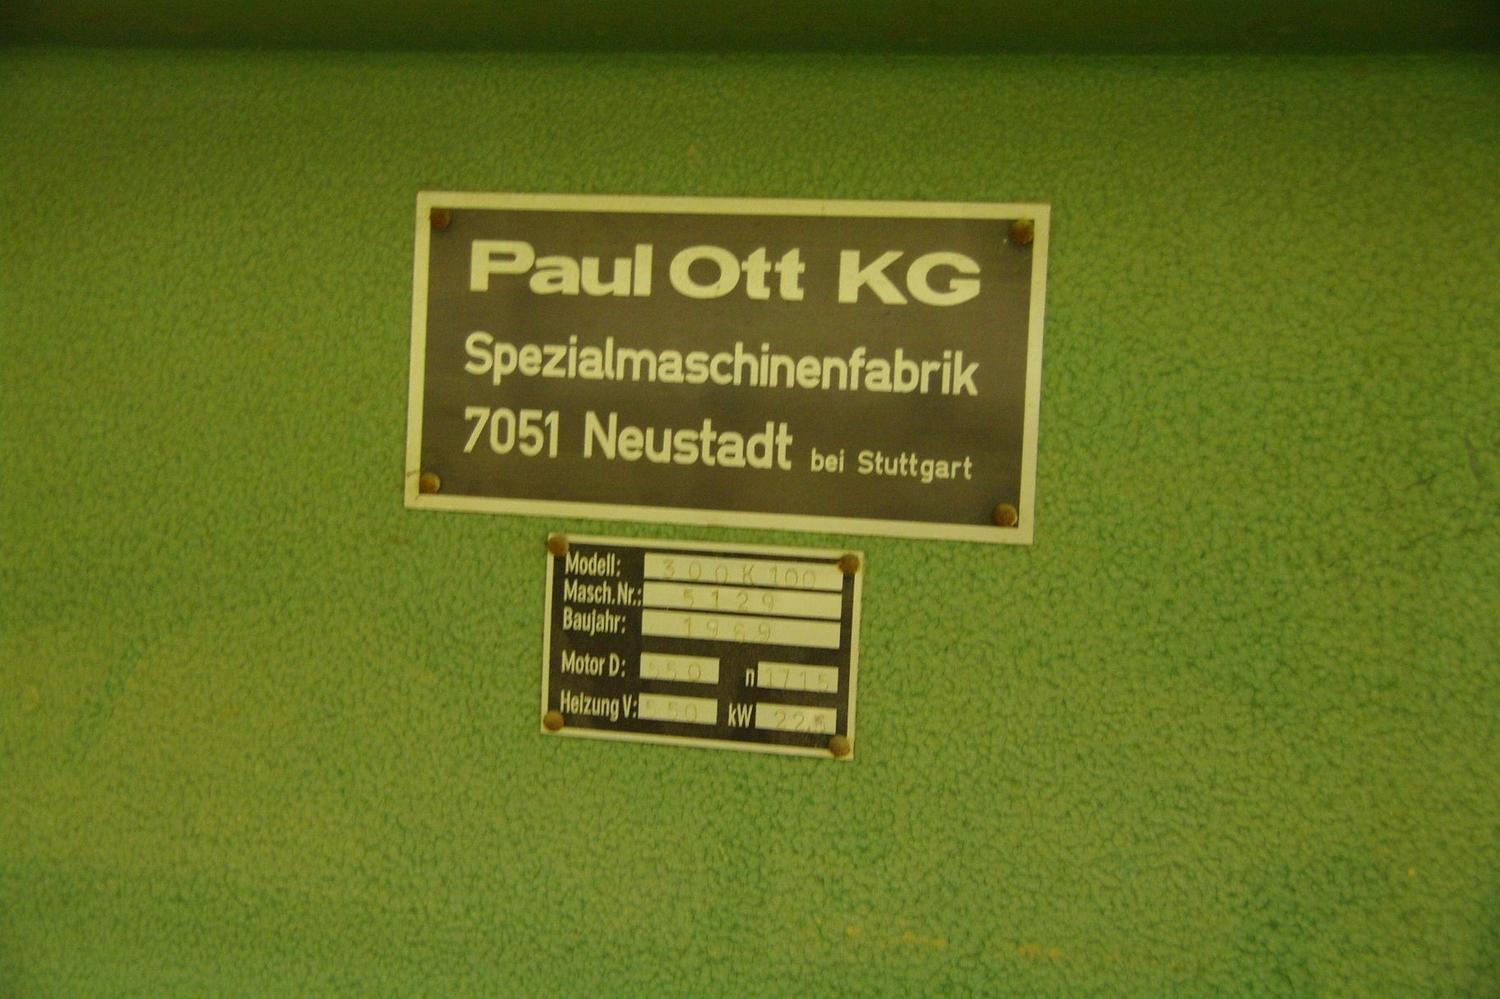 Paul Ott KG
Spezialmaschinenfabrik
7051 Neustadt bei Stuttgart
Modell: 300K100
Masch.Nr.: 5129
Baujahr: 1969
Motor D: 550 n 1715
Heizung V: 550 kW 22,5